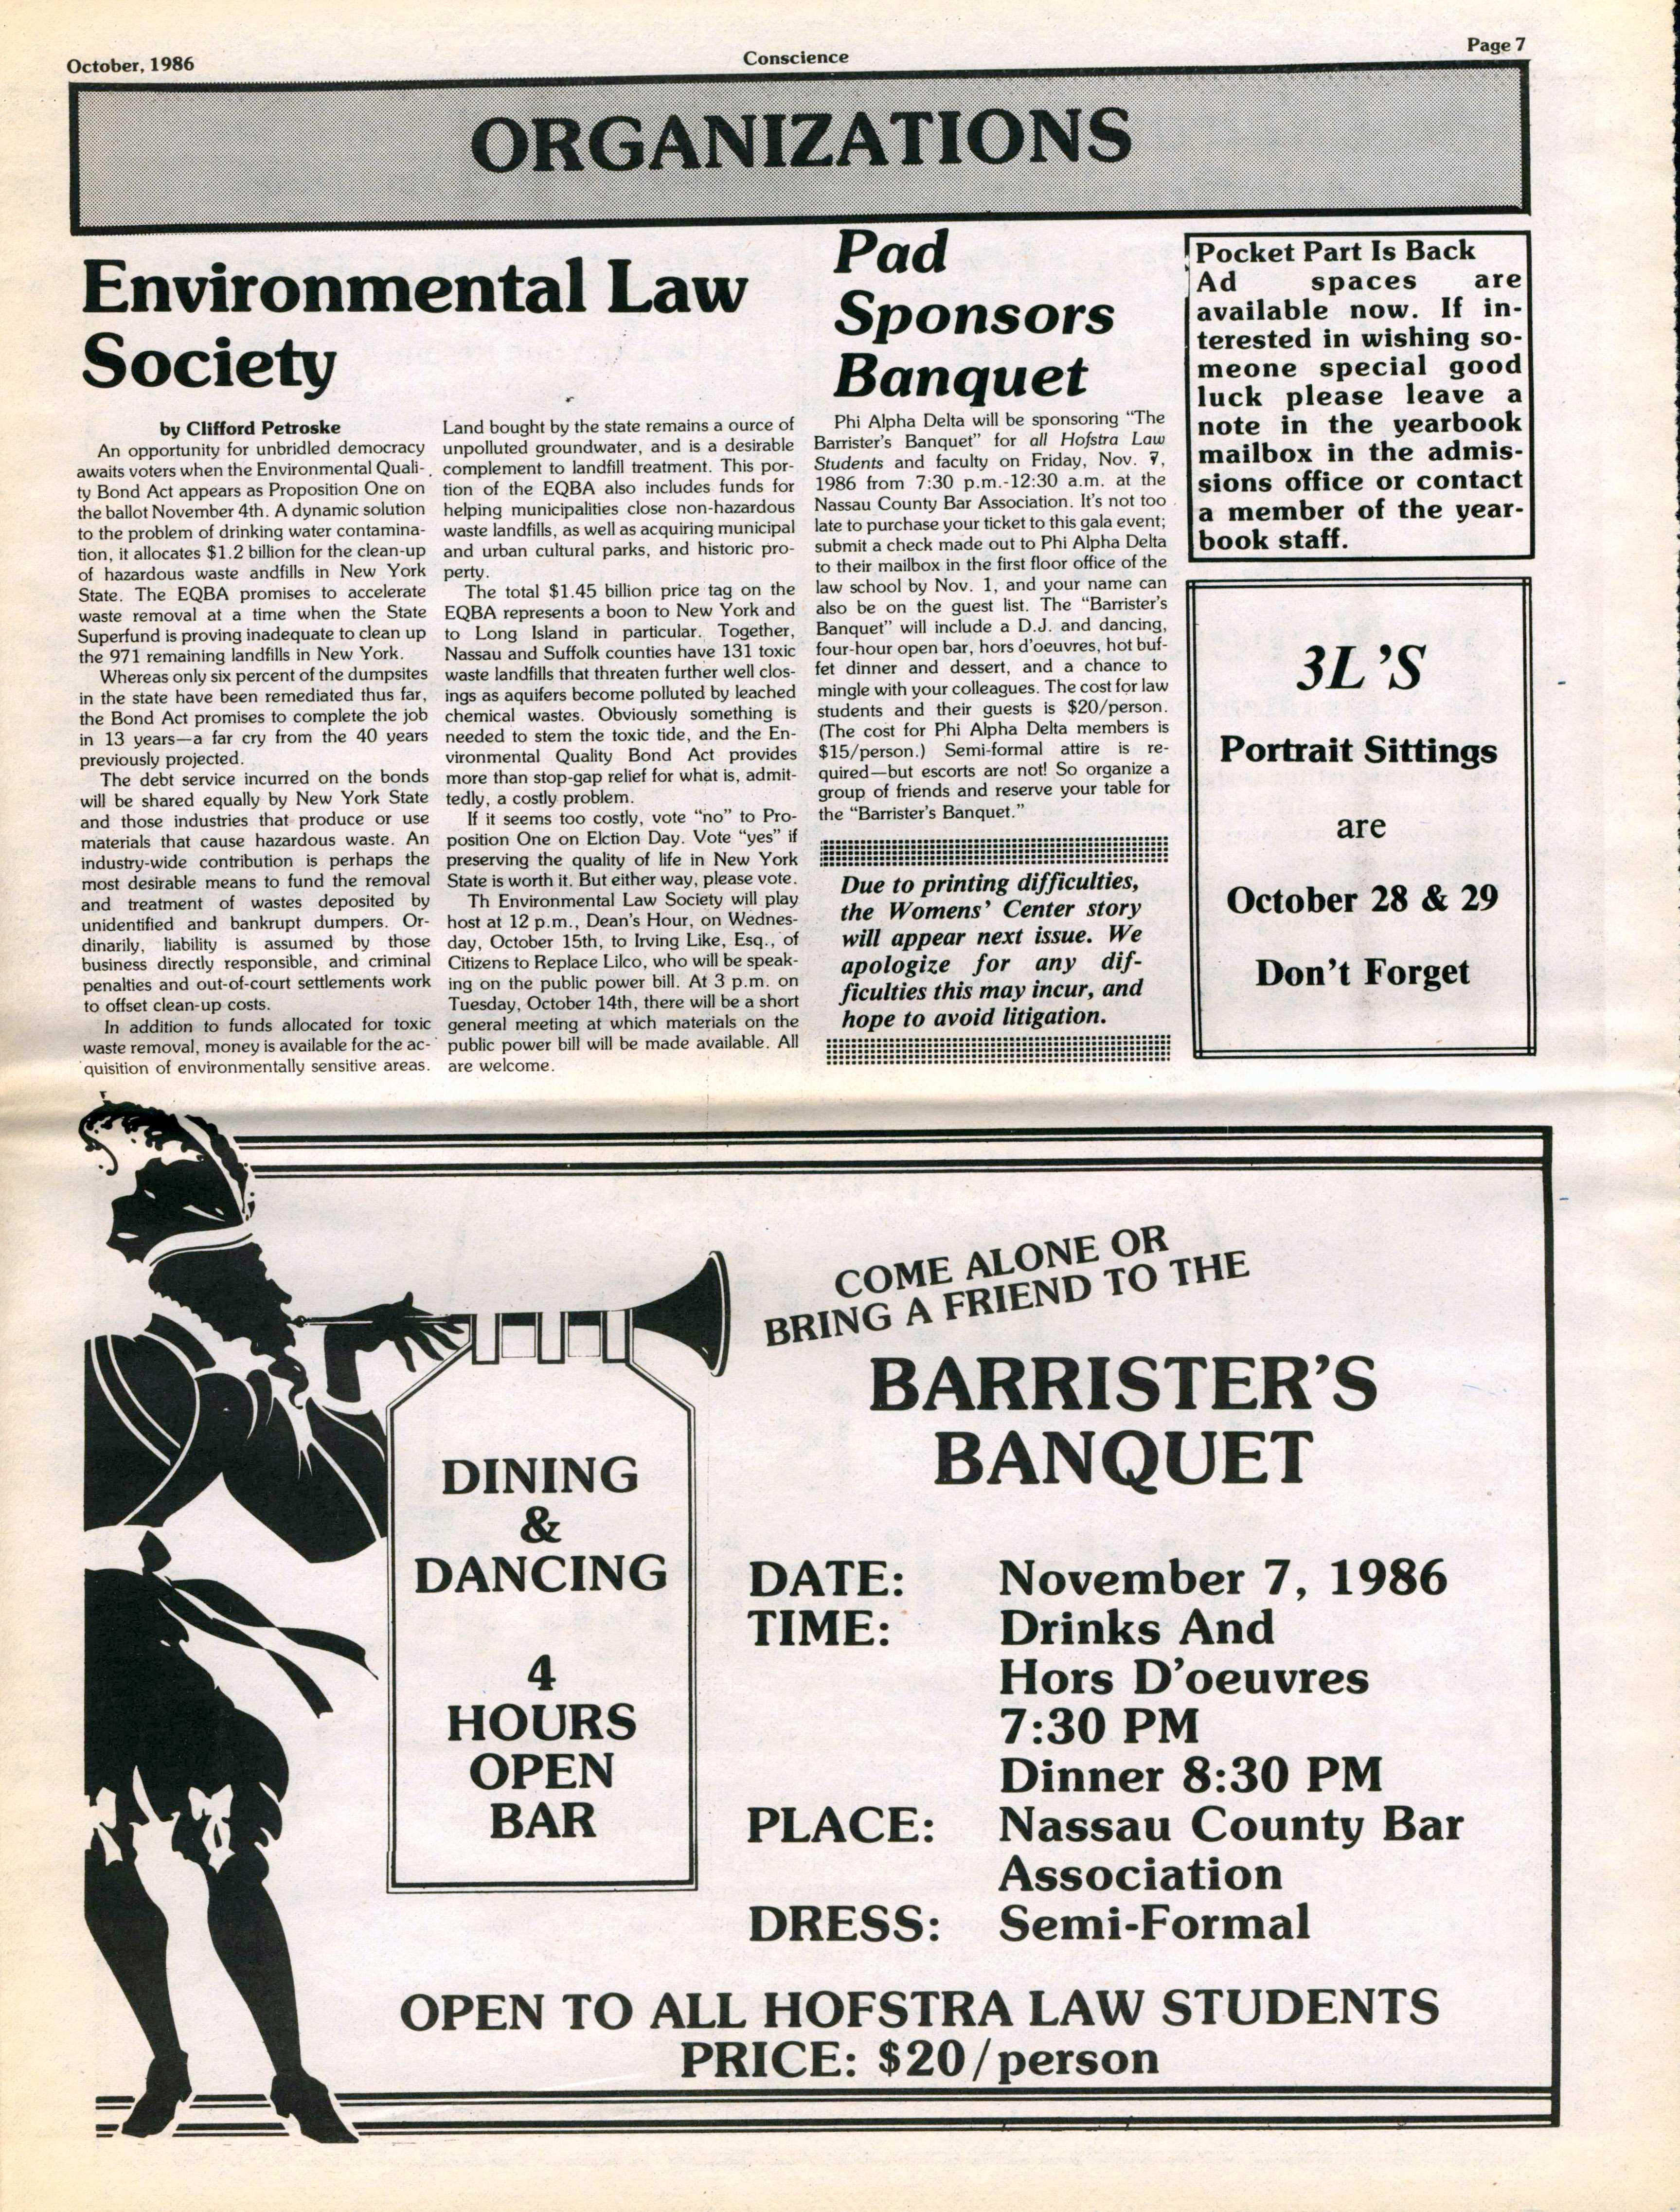 October, 1986
Conscience
Page 7
ORGANIZATIONS
Environmental Law
Society
by Clifford Petroske
An opportunity for unbridled democracy
awaits voters when the Environmental Quali-
ty Bond Act appears as Proposition One on
the ballot November 4th. A dynamic solution
to the problem of drinking water contamina-
tion, it allocates $1.2 billion for the clean-up
of hazardous waste andfills in New York
State. The EQBA promises to accelerate
waste removal at a time when the State
Superfund is proving inadequate to clean up
the 971 remaining landfills in New York.
Whereas only six percent of the dumpsites
in the state have been remediated thus far,
the Bond Act promises to complete the job
in 13 years—a far cry from the 40 years
previously projected.
The debt service incurred on the bonds
will be shared equally by New York State
and those industries that produce or use
materials that cause hazardous waste. An
industry-wide contribution is perhaps the
most desirable means to fund the removal
and treatment of wastes deposited by
unidentified and bankrupt dumpers. Or-
dinarily, liability is assumed by those
business directly responsible, and criminal
penalties and out-of-court settlements work
to offset clean-up costs.
In addition to funds allocated for toxic
waste removal, money is available for the ac-
quisition of environmentally sensitive areas.
Land bought by the state remains a ource of
unpolluted groundwater, and is a desirable
complement to landfill treatment. This por-
tion of the EQBA also includes funds for
helping municipalities close non-hazardous
waste landfills, as well as acquiring municipal
and urban cultural parks, and historic pro-
perty.
The total $1.45 billion price tag on the
EQBA represents a boon to New York and
to Long Island in particular. Together,
Nassau and Suffolk counties have 131 toxic
waste landfills that threaten further well clos-
ings as aquifers become polluted by leached
chemical wastes. Obviously something is
needed to stem the toxic tide, and the En-
vironmental Quality Bond Act provides
more than stop-gap relief for what is, admit-
tedly, a costly problem.
If it seems too costly, vote "no" to Pro-
position One on Elction Day. Vote "yes" if
preserving the quality of life in New York
State is worth it. But either way, please vote.
Th Environmental Law Society will play
host at 12 p.m., Dean's Hour, on Wednes-
day, October 15th, to Irving Like, Esq., of
Citizens to Replace Lilco, who will be speak-
ing on the public power bill. At 3 p.m. on
Tuesday, October 14th, there will be a short
general meeting at which materials on the
public power bill will be made available. All
are welcome.
Pad
Sponsors
Banquet
Phi Alpha Delta will be sponsoring "The
Barrister's Banquet" for all Hofstra Law
Students and faculty on Friday, Nov. 7,
1986 from 7:30 p.m.-12:30 a.m. at the
Nassau County Bar Association. It's not too
late to purchase your ticket to this gala event;
submit a check made out to Phi Alpha Delta
to their mailbox in the first floor office of the
law school by Nov. 1, and your name can
also be on the guest list. The "Barrister's
Banquet" will include a D.J. and dancing,
four-hour open bar, hors d'oeuvres, hot buf-
fet dinner and dessert, and a chance to
mingle with your colleagues. The cost for law
students and their guests is $20/person.
(The cost for Phi Alpha Delta members is
$15/person.) Semi-formal attire is re-
quired—but escorts are not! So organize a
group of friends and reserve your table for
the "Barrister's Banquet."
Due to printing difficulties,
the Womens' Center story
will appear next issue. We
apologize for any dif-
ficulties this may incur, and
hope to avoid litigation.
Pocket Part Is Back
Ad spaces are
available now. If in-
terested in wishing so-
meone special good
luck please leave a
note in the yearbook
mailbox in the admis-
sions office or contact
a member of the year-
book staff.
3L'S
Portrait Sittings
are
October 28 & 29
Don't Forget
COME ALONE OR
BRING A FRIEND TO THE
BARRISTER'S
BANQUET
DINING
&
DANCING
4
HOURS
OPEN
BAR
DATE: November 7, 1986
TIME: Drinks And
Hors D'oeuvres
7:30 PM
Dinner 8:30 PM
PLACE: Nassau County Bar
Association
DRESS: Semi-Formal
OPEN TO ALL HOFSTRA LAW STUDENTS
PRICE: $20/person